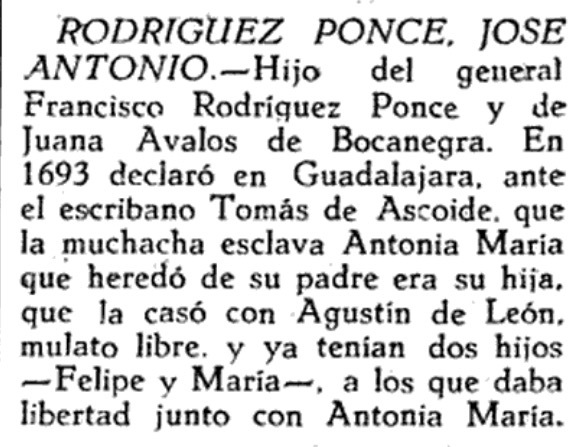 RODRIGUEZ PONCE, JOSE
ANTONIO.—Hijo del general
Francisco Rodríguez Ponce y de
Juana Avalos de Bocanegra. En
1693 declaró en Guadalajara, ante
el escribano Tomás de Ascoide, que
la muchacha esclava Antonia María
que heredó de su padre era su hija,
que la casó con Agustín de León,
mulato libre, y ya tenían dos hijos
—Felipe y María—, a los que daba
libertad junto con Antonia María.